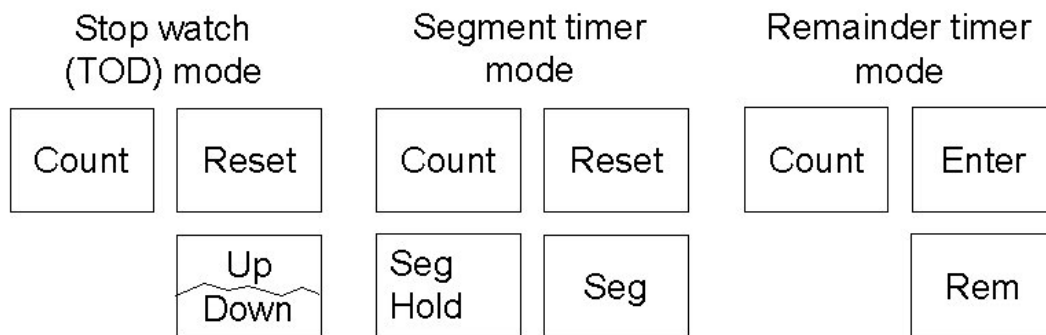 Stop watch
(TOD) mode
Count
Reset
Up
Down
Segment timer
mode
Count
Reset
Seg
Hold
Seg
Remainder timer
mode
Count
Enter
Rem